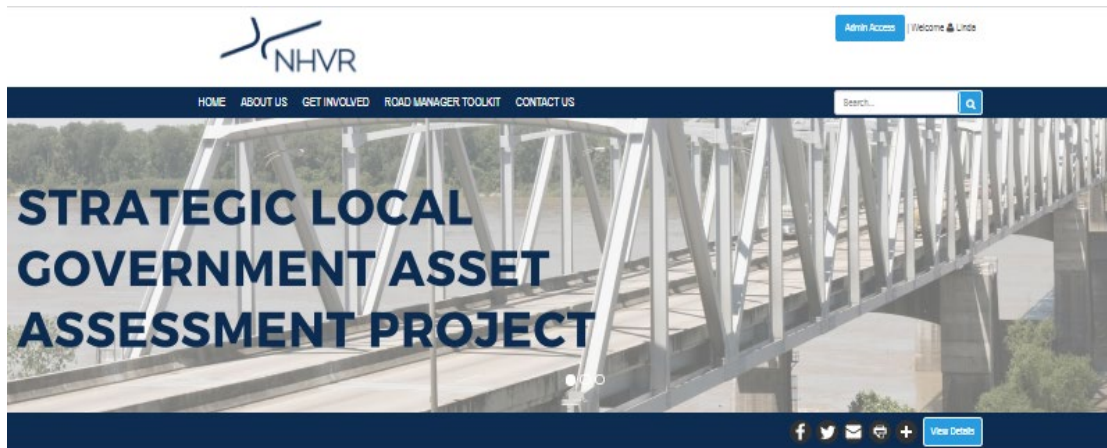 NHVR
Admin Access | Welcome Linda
HOME ABOUT US GET INVOLVED ROAD MANAGER TOOLKIT CONTACT US
Search...
STRATEGIC LOCAL
GOVERNMENT ASSET
ASSESSMENT PROJECT
View Details